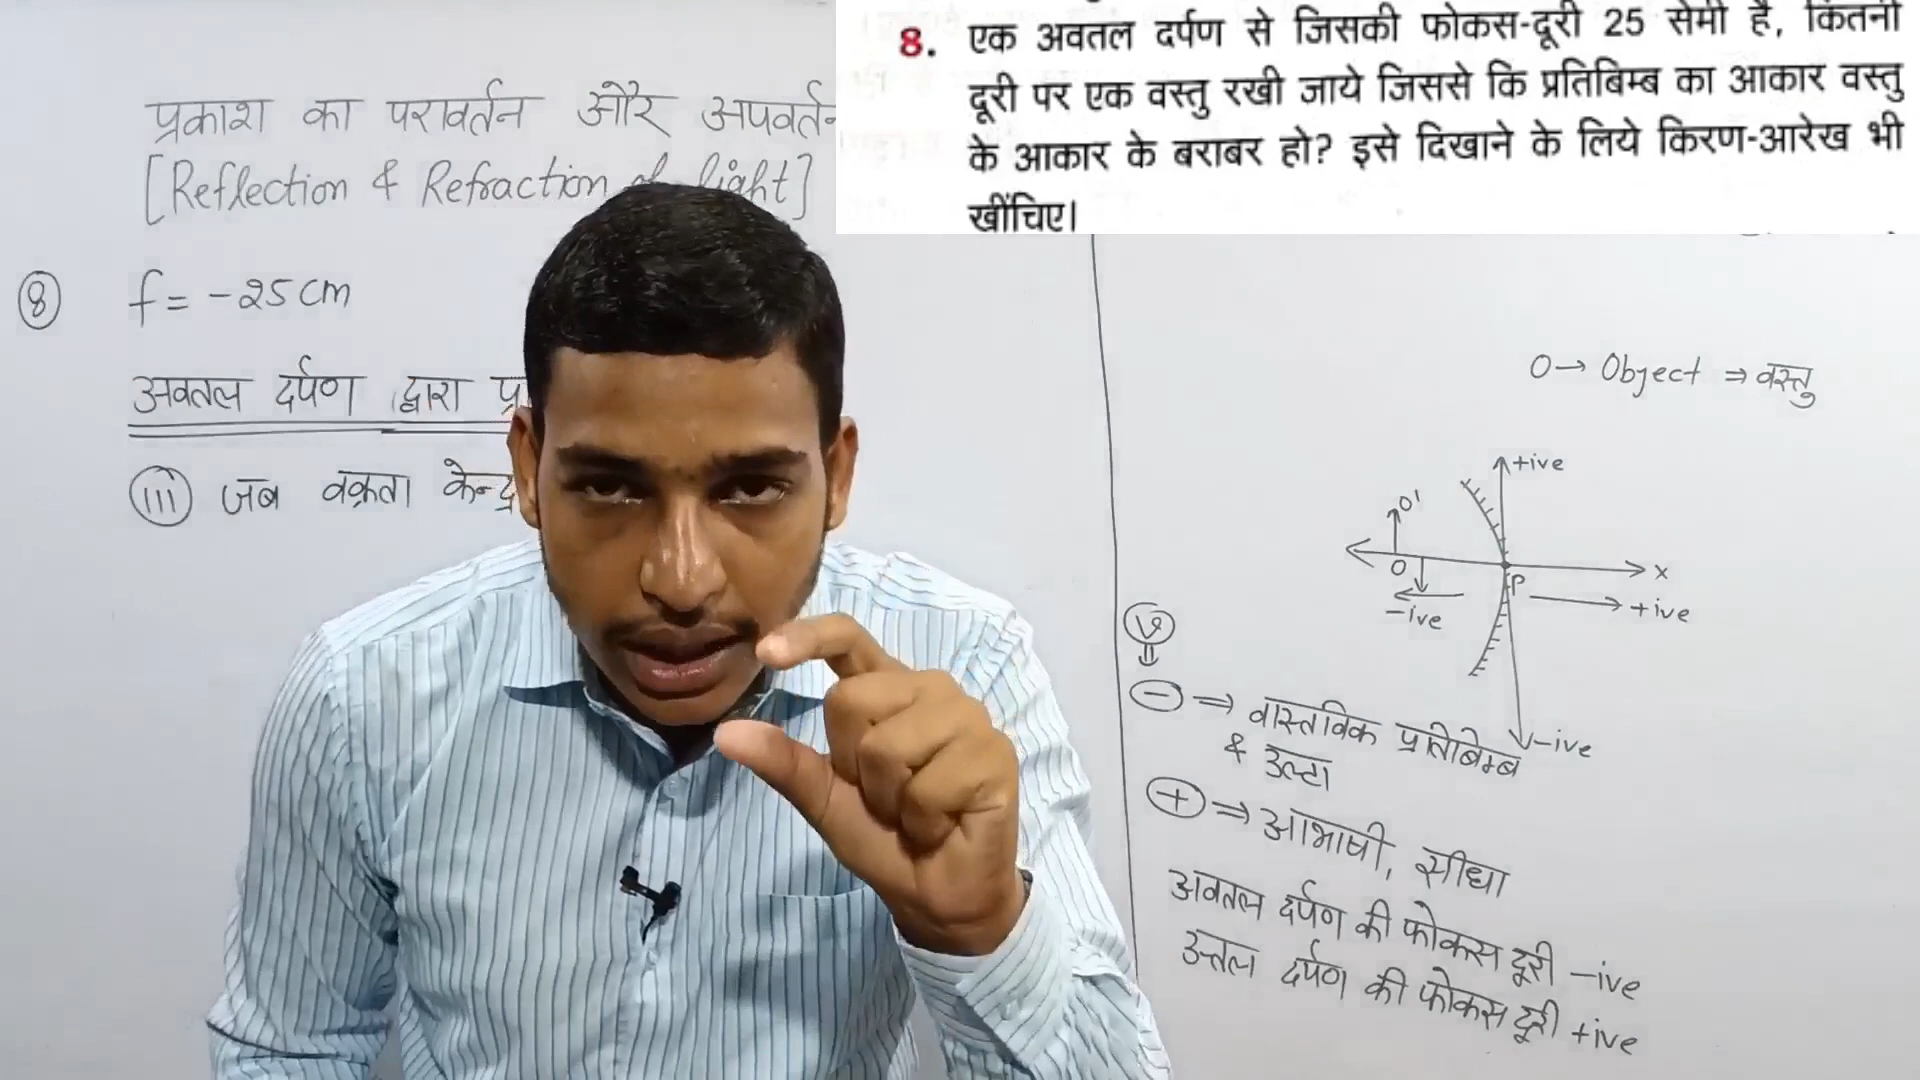 8. एक अवतल दर्पण से जिसकी फोकस-दूरी 25 सेमी है, कितनी
दूरी पर एक वस्तु रखी जाये जिससे कि प्रतिबिम्ब का आकार वस्तु
के आकार के बराबर हो? इसे दिखाने के लिये किरण-आरेख भी
खींचिए।
प्रकाश का परावर्तन और अपवर्तन
[Reflection & Refraction of light]
8 f = -25 cm
अवतल दर्पण द्वारा
(iii) जब वक्रता केन्द्र
O → Object ⇒ वस्तु
+ive
O'
O
X
P
-ive
+ive
-ive
⊖ ⇒ वास्तविक प्रतिबिम्ब
& उल्टा
⊕ ⇒ आभाषी, सीधा
अवतल दर्पण की फोकस दूरी -ive
उत्तल दर्पण की फोकस दूरी +ive